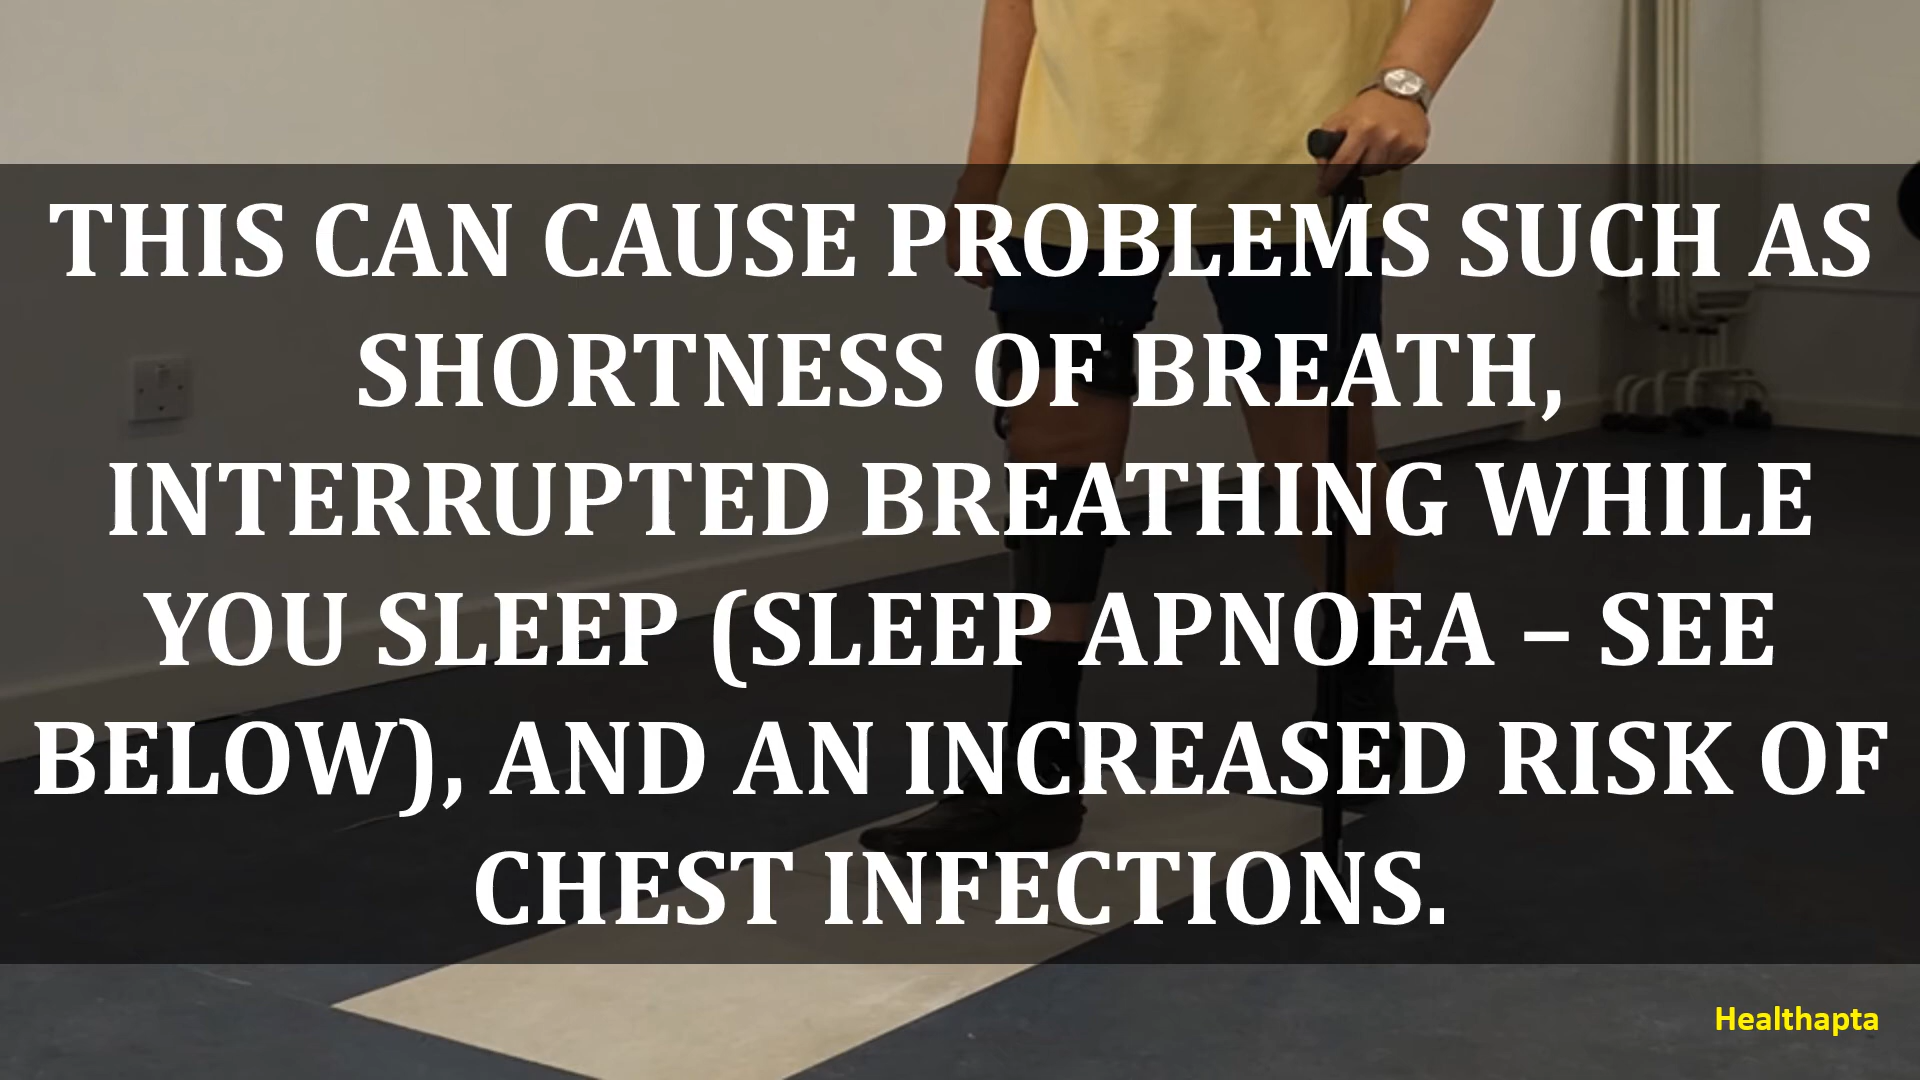 THIS CAN CAUSE PROBLEMS SUCH AS
SHORTNESS OF BREATH,
INTERRUPTED BREATHING WHILE
YOU SLEEP (SLEEP APNOEA – SEE
BELOW), AND AN INCREASED RISK OF
CHEST INFECTIONS.
Healthapta